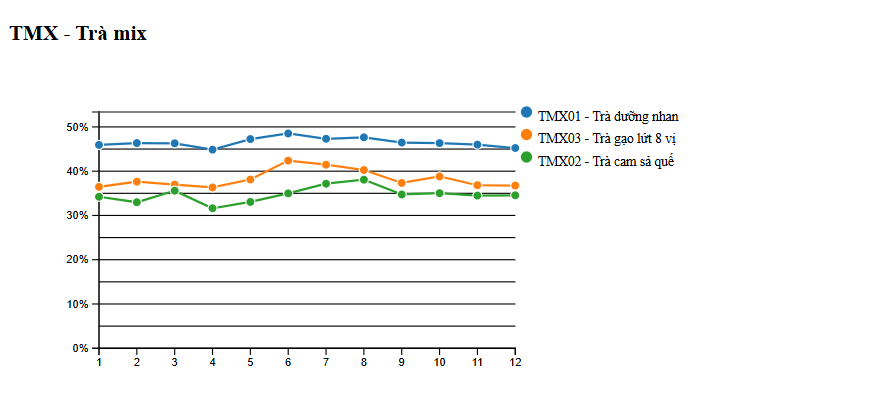 TMX - Trà mix
TMX01 - Trà dưỡng nhan
TMX03 - Trà gạo lứt 8 vị
TMX02 - Trà cam sả quế
50%
40%
30%
20%
10%
0%
1 2 3 4 5 6 7 8 9 10 11 12